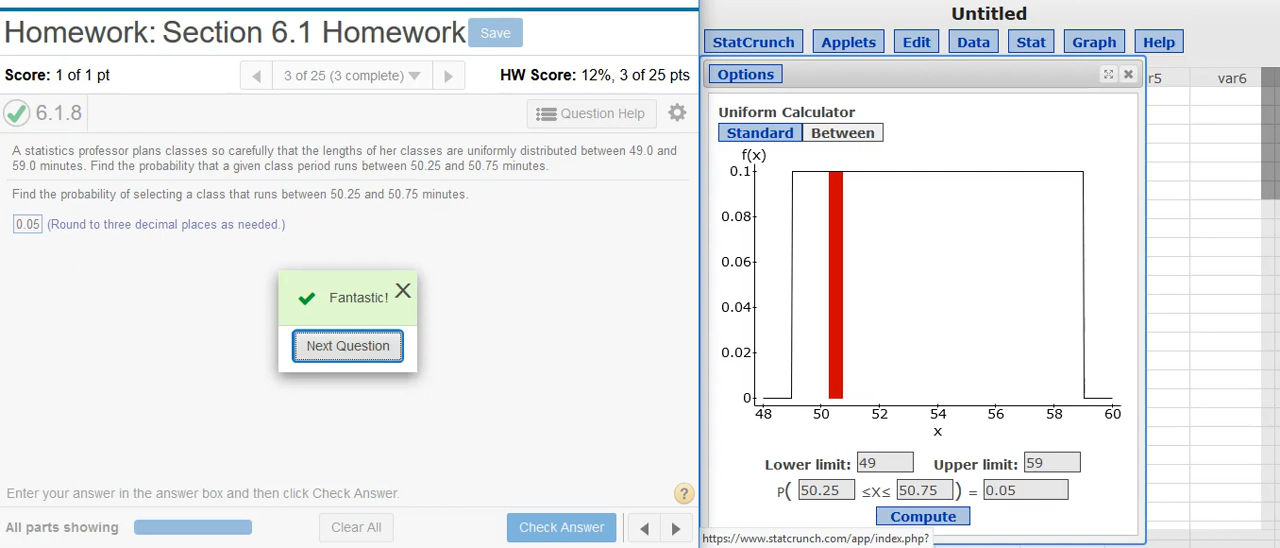 Homework: Section 6.1 Homework
Save
Score: 1 of 1 pt
3 of 25 (3 complete)
HW Score: 12%, 3 of 25 pts
6.1.8
Question Help
A statistics professor plans classes so carefully that the lengths of her classes are uniformly distributed between 49.0 and
59.0 minutes. Find the probability that a given class period runs between 50.25 and 50.75 minutes.
Find the probability of selecting a class that runs between 50.25 and 50.75 minutes.
0.05 (Round to three decimal places as needed.)
Fantastic!
Next Question
Enter your answer in the answer box and then click Check Answer.
?
All parts showing
Clear All
Check Answer
Untitled
StatCrunch Applets Edit Data Stat Graph Help
Options
r5 var6
Uniform Calculator
Standard Between
f(x)
0.1
0.08
0.06
0.04
0.02
0
48 50 52 54 56 58 60
x
Lower limit: 49 Upper limit: 59
P( 50.25 ≤X≤ 50.75 ) = 0.05
Compute
https://www.statcrunch.com/app/index.php?